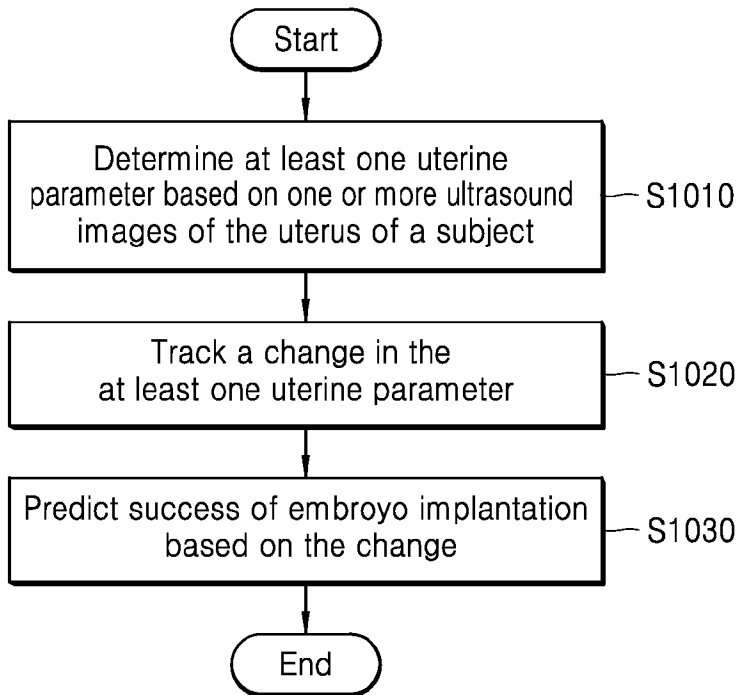 Start
Determine at least one uterine
parameter based on one or more ultrasound
images of the uterus of a subject
S1010
Track a change in the
at least one uterine parameter
S1020
Predict success of embroyo implantation
based on the change
S1030
End